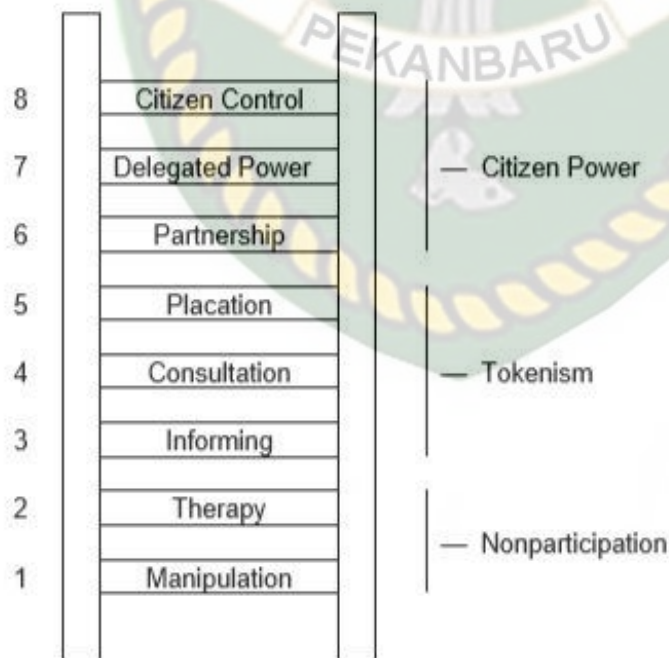 PEKANBARU
8 Citizen Control
7 Delegated Power — Citizen Power
6 Partnership
5 Placation
4 Consultation — Tokenism
3 Informing
2 Therapy
— Nonparticipation
1 Manipulation